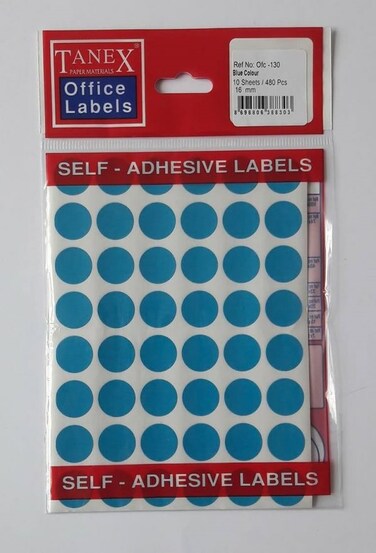 TANEX
PAPER MATERIALS
Office
Labels
Ref No: Ofc -130
Blue Colour
10 Sheets / 480 Pcs
16 mm
SELF - ADHESIVE LABELS
SELF - ADHESIVE LABELS